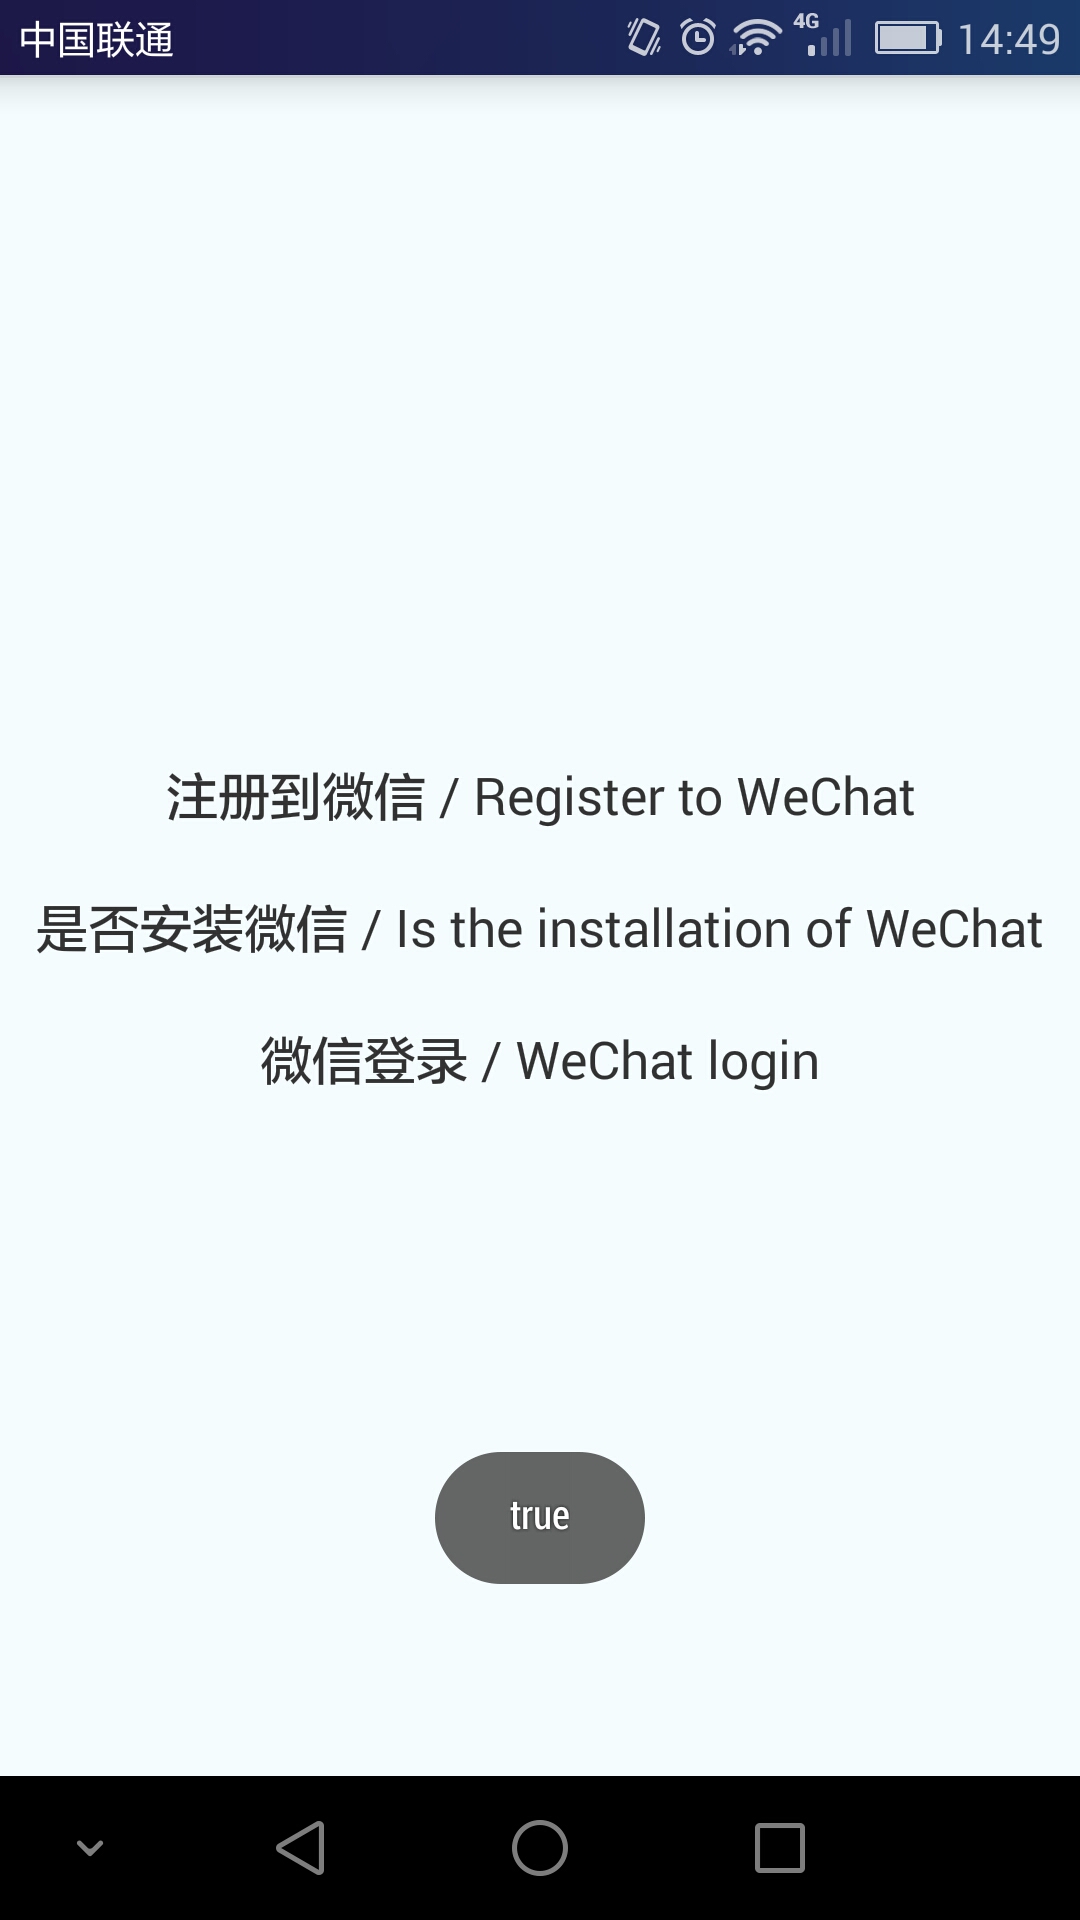 中国联通 4G 14:49
注册到微信 / Register to WeChat
是否安装微信 / Is the installation of WeChat
微信登录 / WeChat login
true